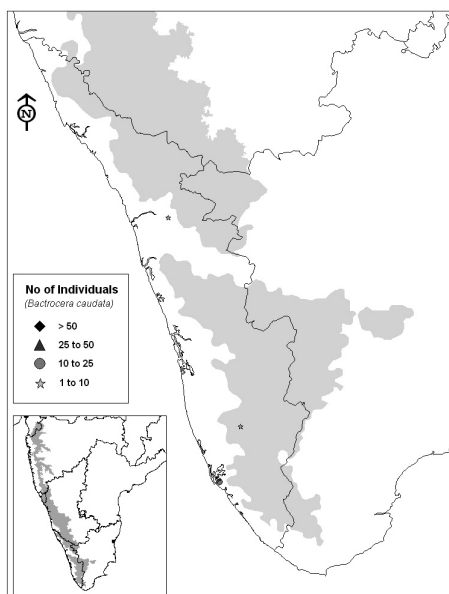 N
No of Individuals
(Bactrocera caudata)
> 50
25 to 50
10 to 25
1 to 10